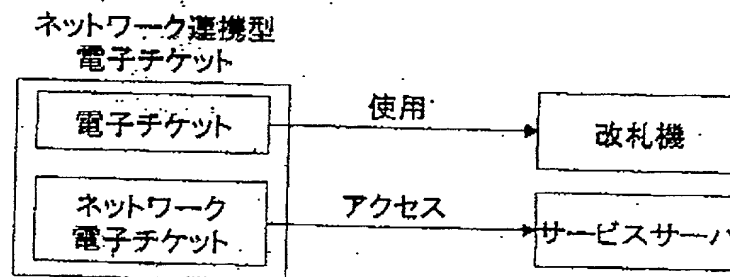 ネットワーク連携型
電子チケット
電子チケット
使用
改札機
ネットワーク
電子チケット
アクセス
サービスサーバ